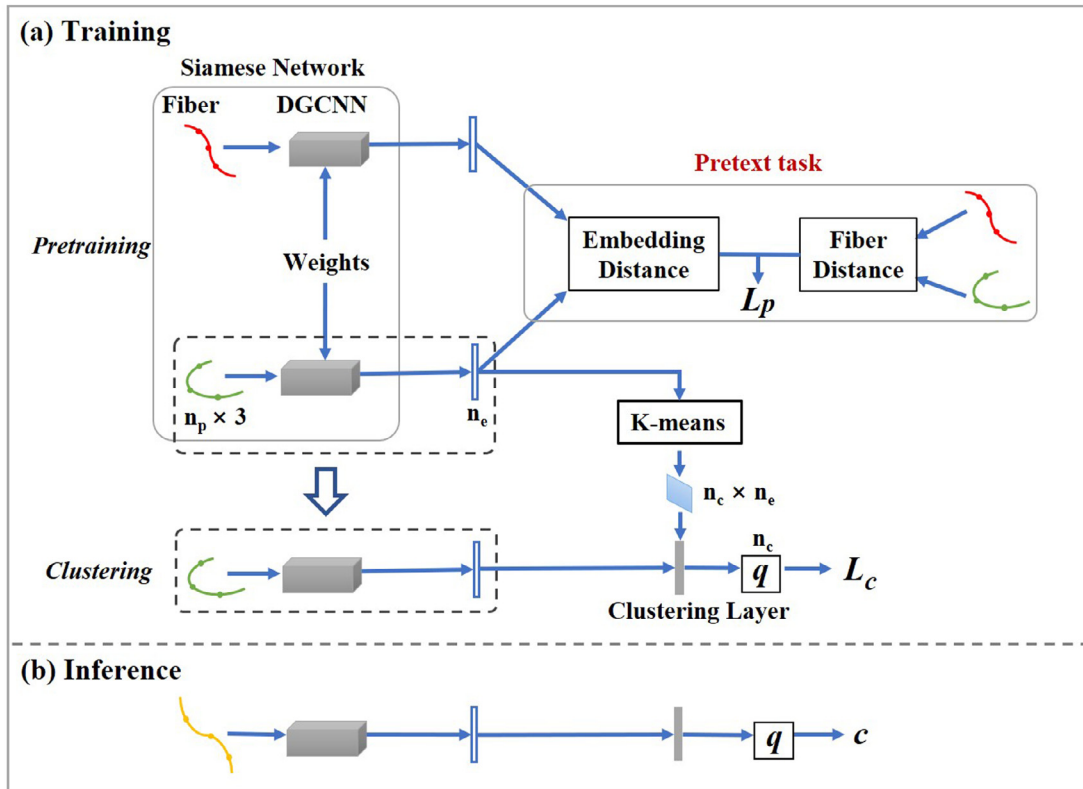 (a) Training
Siamese Network
Fiber
DGCNN
Pretext task
Pretraining
Weights
Embedding
Distance
Fiber
Distance
Lp
np × 3
ne
K-means
nc × ne
nc
Clustering
q
Lc
Clustering Layer
(b) Inference
q
c